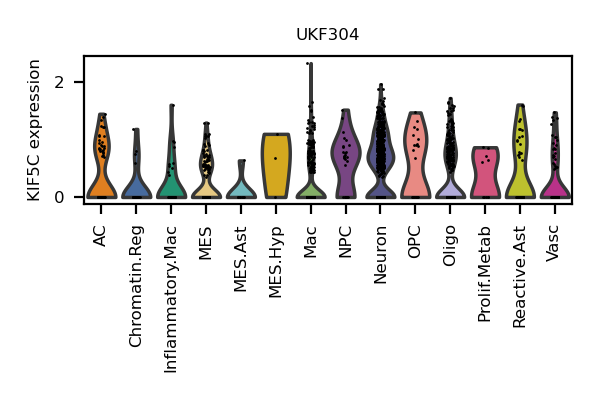 UKF304
KIF5C expression
2
0
AC
Chromatin.Reg
Inflammatory.Mac
MES
MES.Ast
MES.Hyp
Mac
NPC
Neuron
OPC
Oligo
Prolif.Metab
Reactive.Ast
Vasc